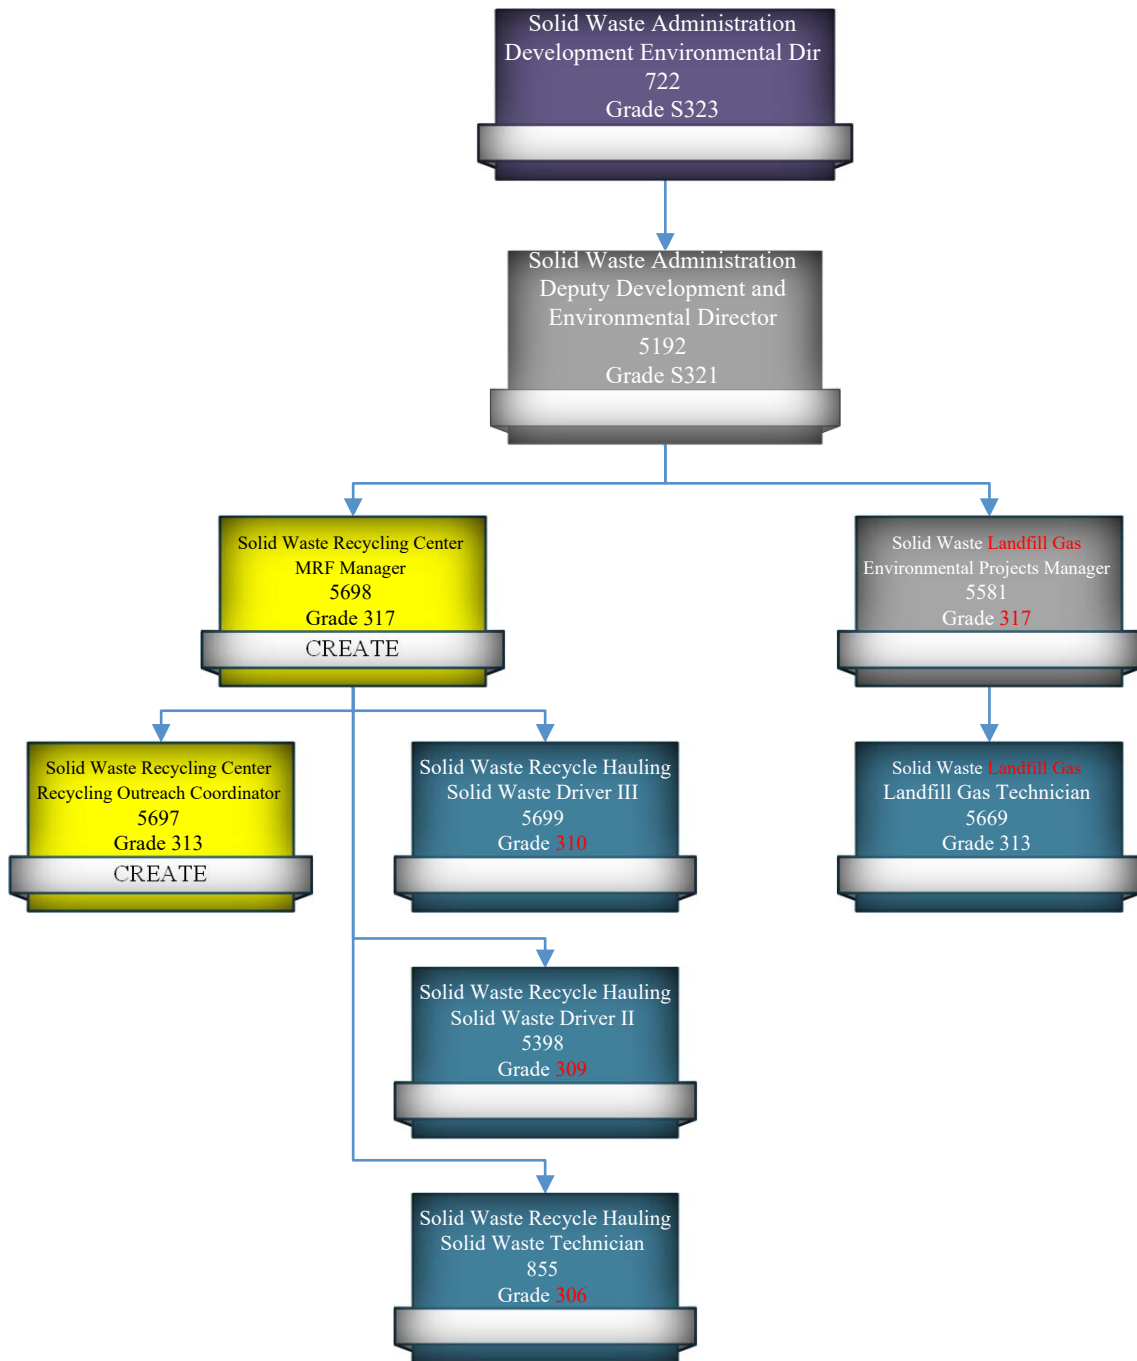 Solid Waste Administration
Development Environmental Dir
722
Grade S323
Solid Waste Administration
Deputy Development and
Environmental Director
5192
Grade S321
Solid Waste Recycling Center
MRF Manager
5698
Grade 317
CREATE
Solid Waste Landfill Gas
Environmental Projects Manager
5581
Grade 317
Solid Waste Recycling Center
Recycling Outreach Coordinator
5697
Grade 313
CREATE
Solid Waste Recycle Hauling
Solid Waste Driver III
5699
Grade 310
Solid Waste Landfill Gas
Landfill Gas Technician
5669
Grade 313
Solid Waste Recycle Hauling
Solid Waste Driver II
5398
Grade 309
Solid Waste Recycle Hauling
Solid Waste Technician
855
Grade 306